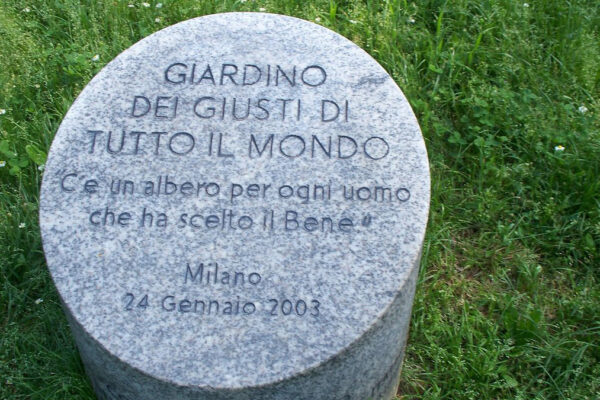 GIARDINO
DEI GIUSTI DI
TUTTO IL MONDO
"C'e un albero per ogni uomo
che ha scelto il Bene"
Milano
24 Gennaio 2003